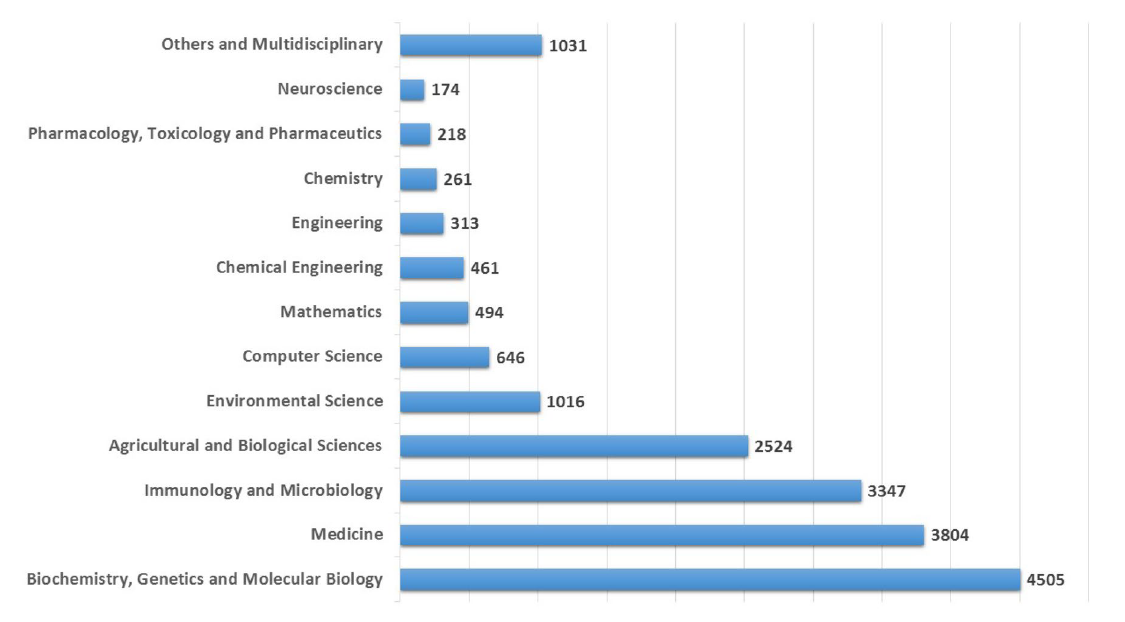 Others and Multidisciplinary 1031
Neuroscience 174
Pharmacology, Toxicology and Pharmaceutics 218
Chemistry 261
Engineering 313
Chemical Engineering 461
Mathematics 494
Computer Science 646
Environmental Science 1016
Agricultural and Biological Sciences 2524
Immunology and Microbiology 3347
Medicine 3804
Biochemistry, Genetics and Molecular Biology 4505